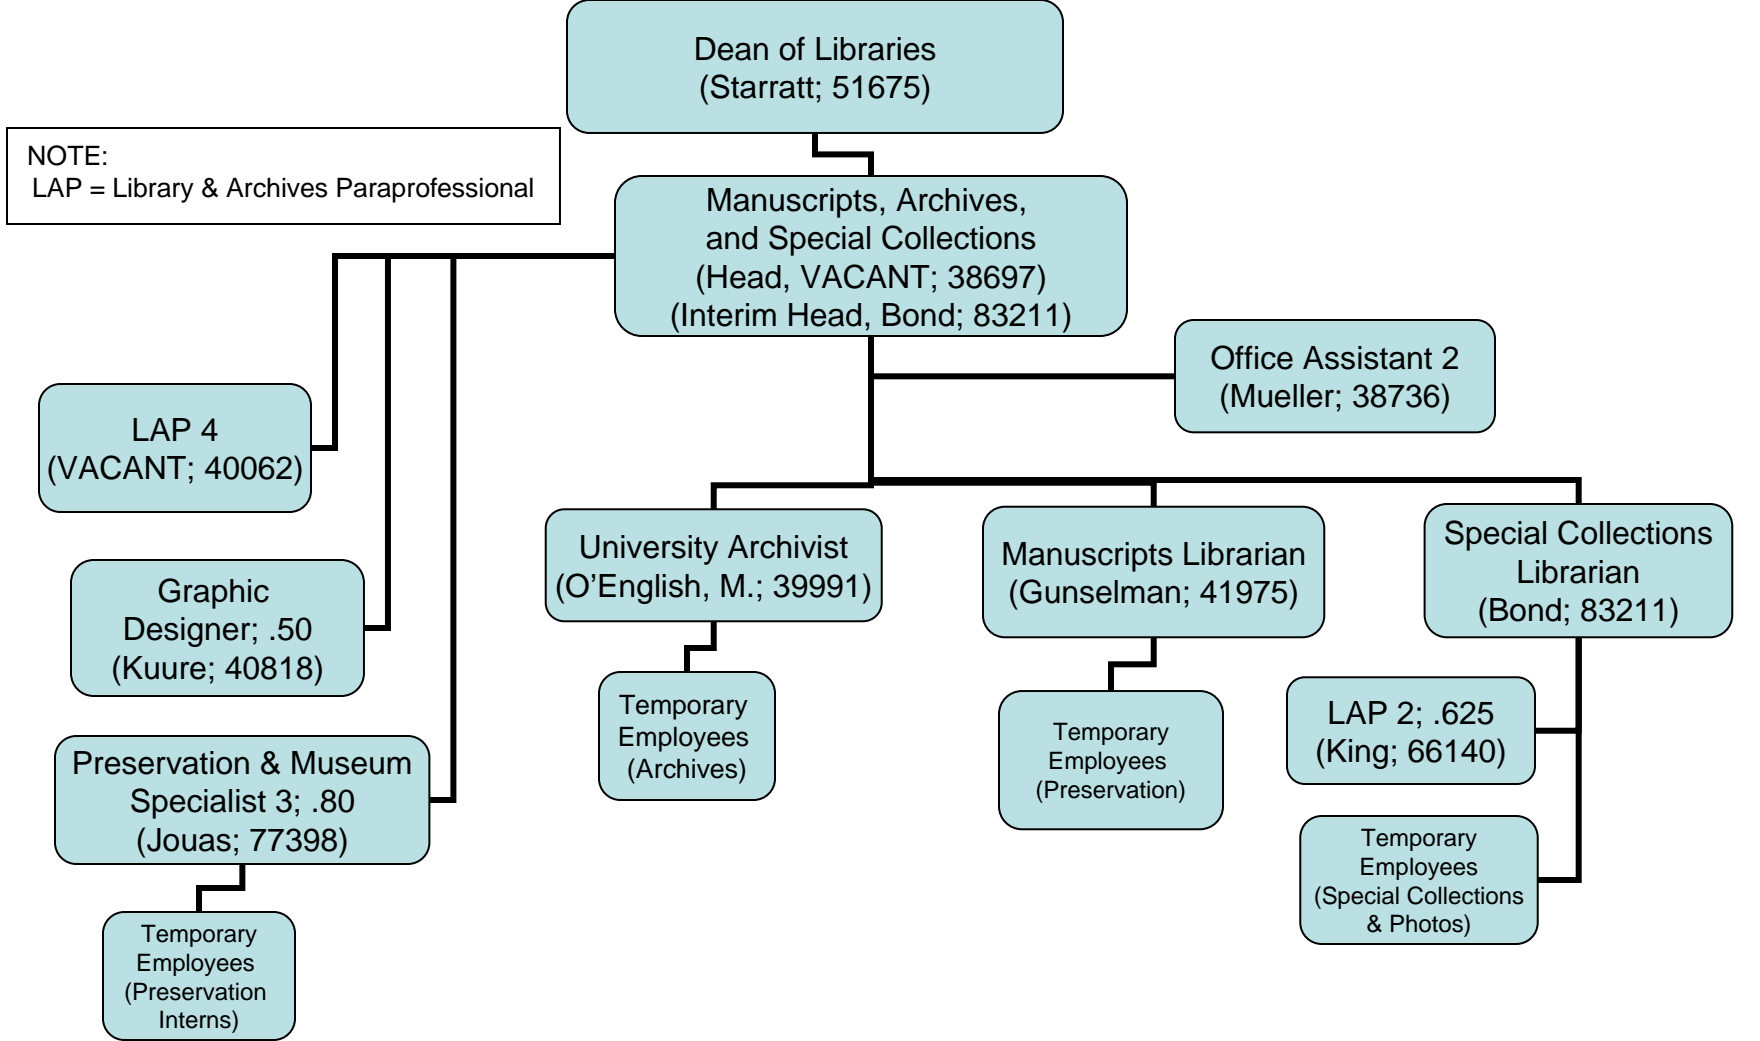 Dean of Libraries
(Starratt; 51675)
NOTE:
LAP = Library & Archives Paraprofessional
Manuscripts, Archives,
and Special Collections
(Head, VACANT; 38697)
(Interim Head, Bond; 83211)
Office Assistant 2
(Mueller; 38736)
LAP 4
(VACANT; 40062)
Graphic
Designer; .50
(Kuure; 40818)
Preservation & Museum
Specialist 3; .80
(Jouas; 77398)
Temporary
Employees
(Preservation
Interns)
University Archivist
(O’English, M.; 39991)
Temporary
Employees
(Archives)
Manuscripts Librarian
(Gunselman; 41975)
Temporary
Employees
(Preservation)
Special Collections
Librarian
(Bond; 83211)
LAP 2; .625
(King; 66140)
Temporary
Employees
(Special Collections
& Photos)